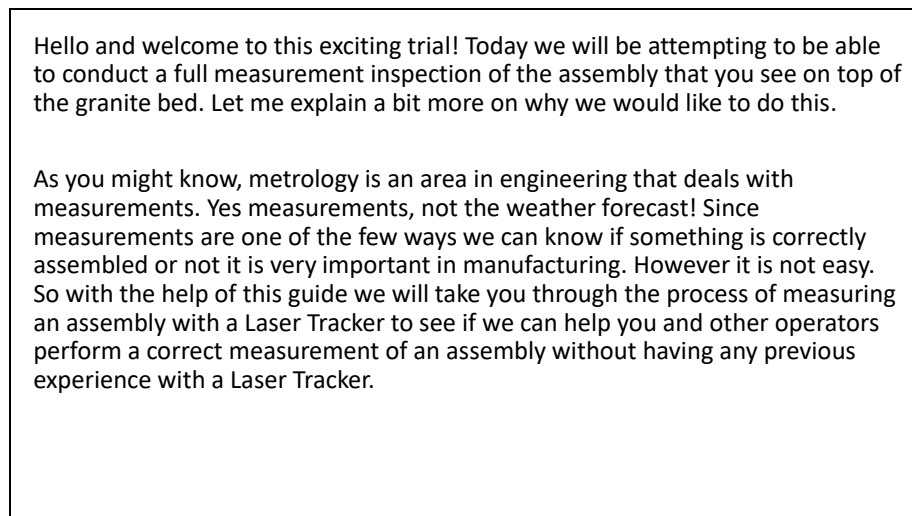 Hello and welcome to this exciting trial! Today we will be attempting to be able
to conduct a full measurement inspection of the assembly that you see on top of
the granite bed. Let me explain a bit more on why we would like to do this.
As you might know, metrology is an area in engineering that deals with
measurements. Yes measurements, not the weather forecast! Since
measurements are one of the few ways we can know if something is correctly
assembled or not it is very important in manufacturing. However it is not easy.
So with the help of this guide we will take you through the process of measuring
an assembly with a Laser Tracker to see if we can help you and other operators
perform a correct measurement of an assembly without having any previous
experience with a Laser Tracker.